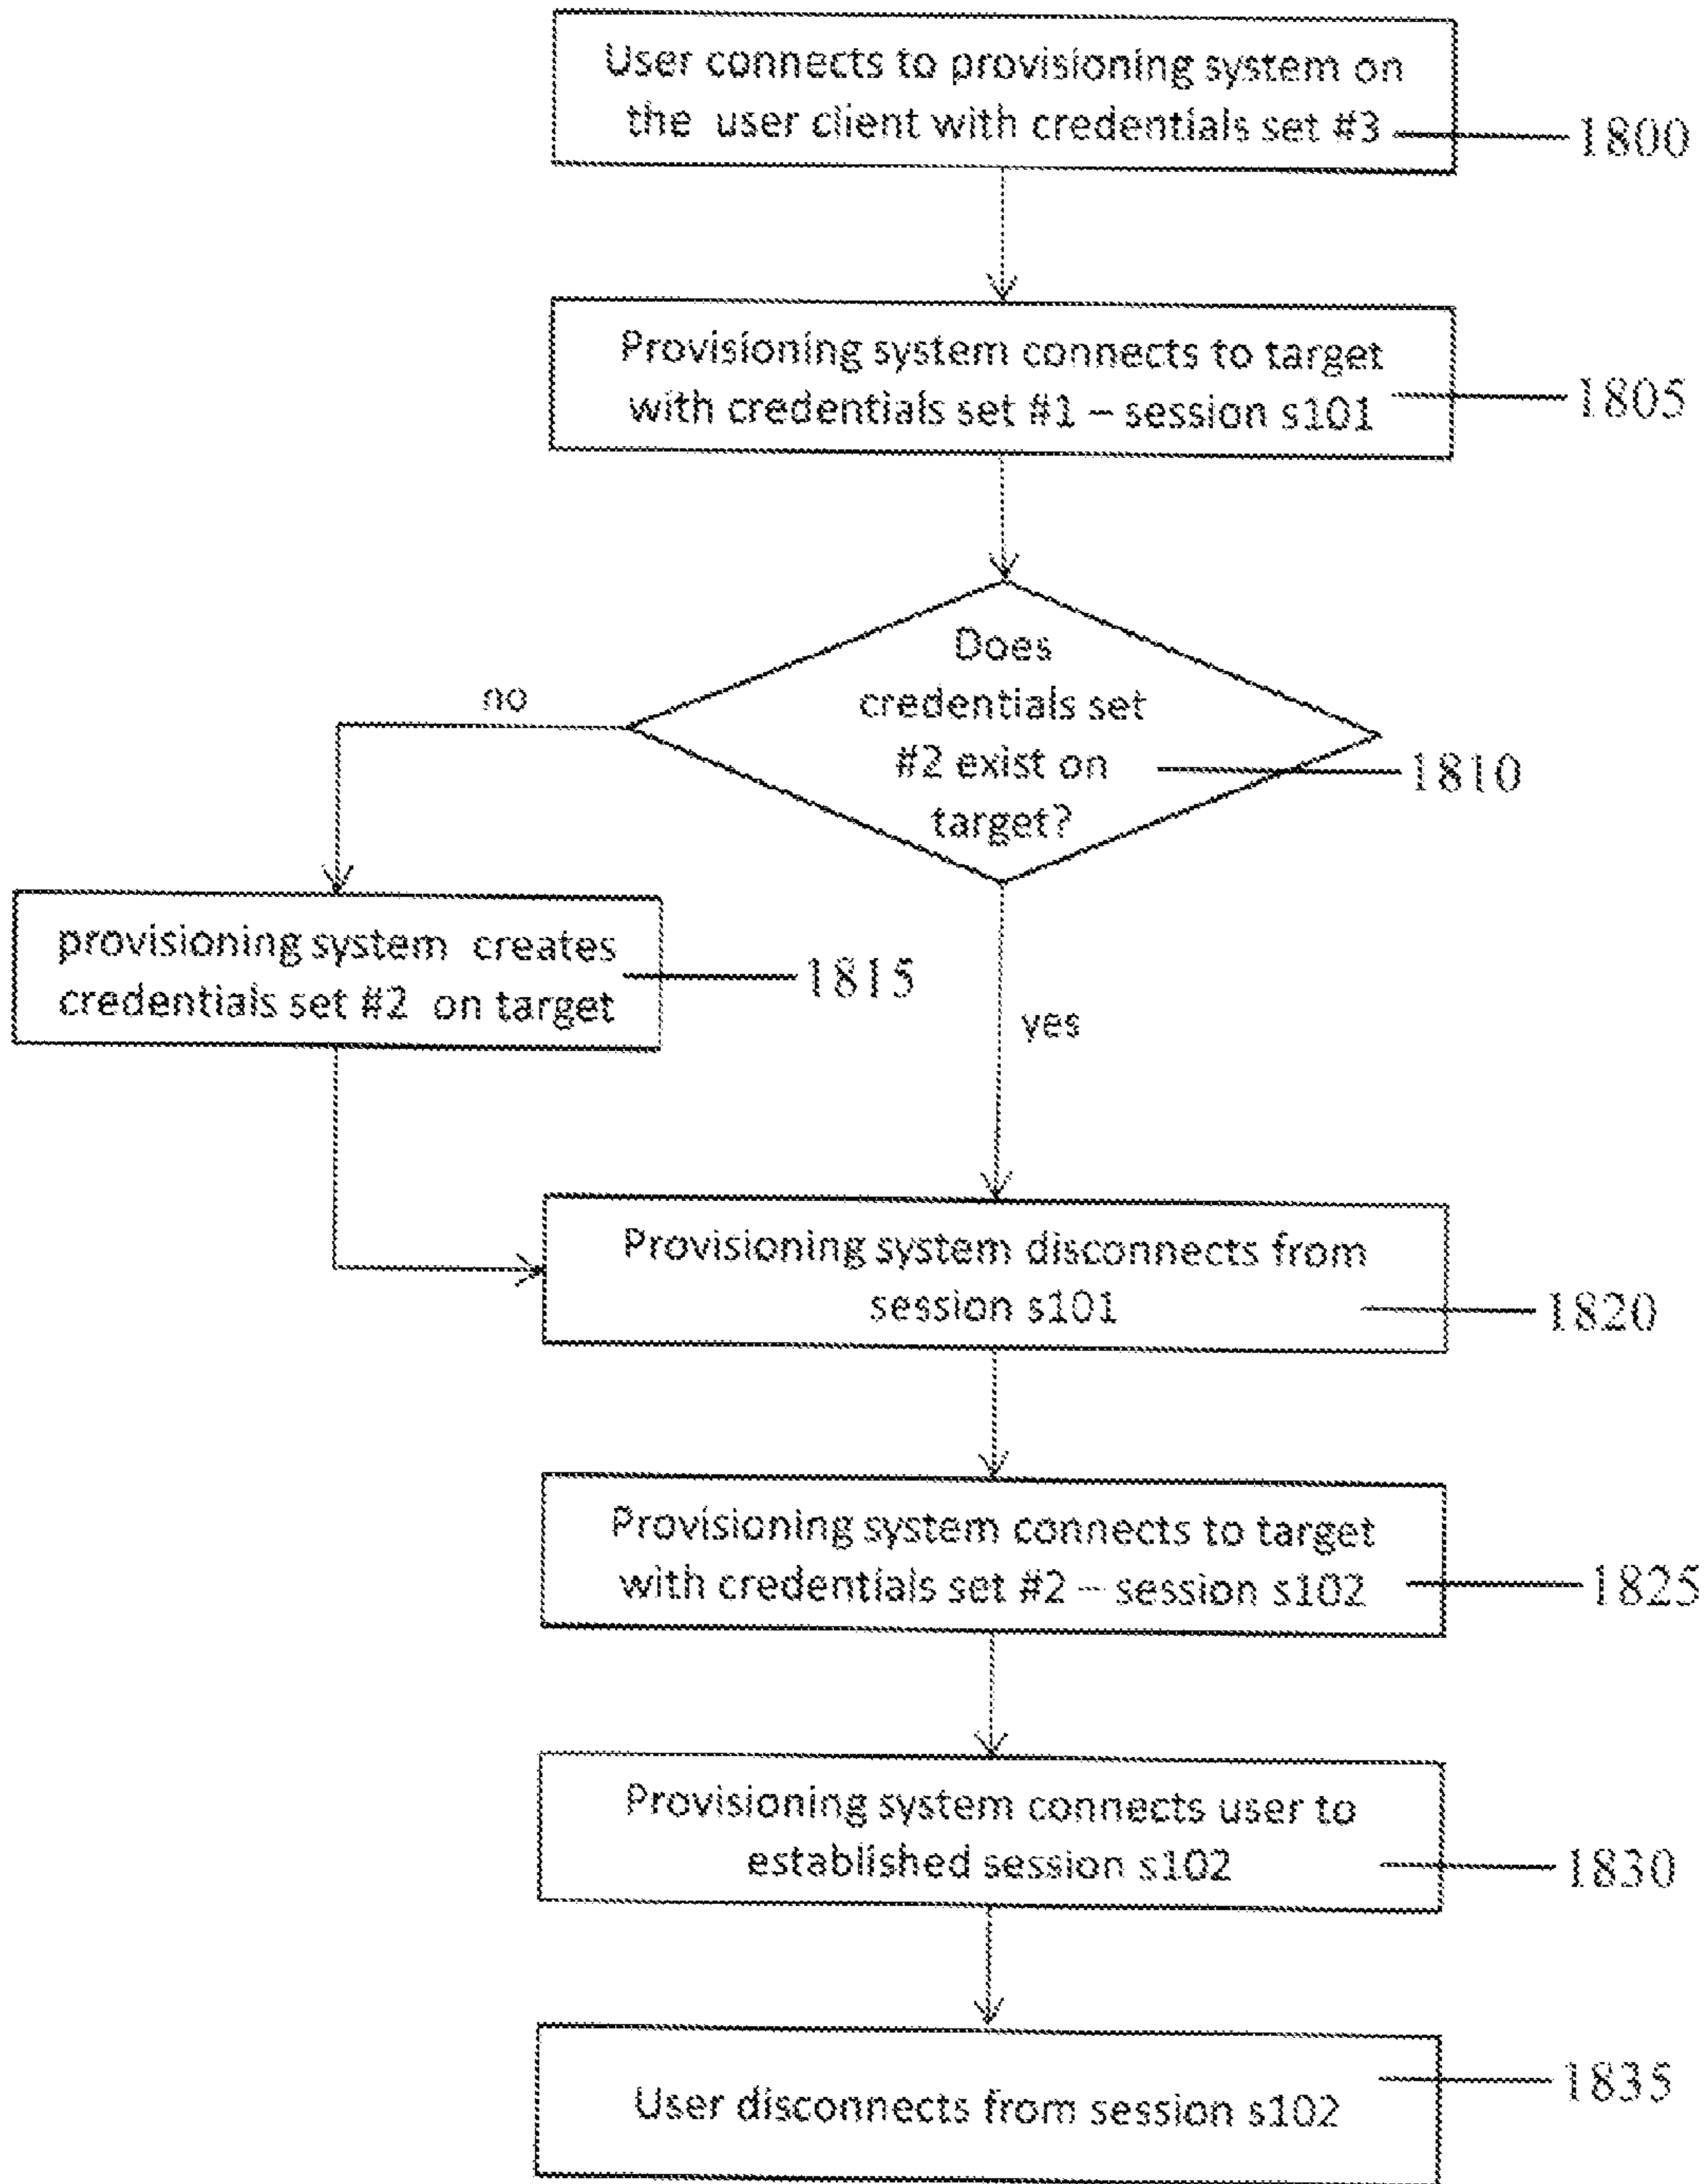 User connects to provisioning system on
the user client with credentials set #3
1800
Provisioning system connects to target
with credentials set #1 – session s101
1805
Does
credentials set
#2 exist on
target?
1810
no
provisioning system creates
credentials set #2 on target
1815
yes
Provisioning system disconnects from
session s101
1820
Provisioning system connects to target
with credentials set #2 – session s102
1825
Provisioning system connects user to
established session s102
1830
User disconnects from session s102
1835